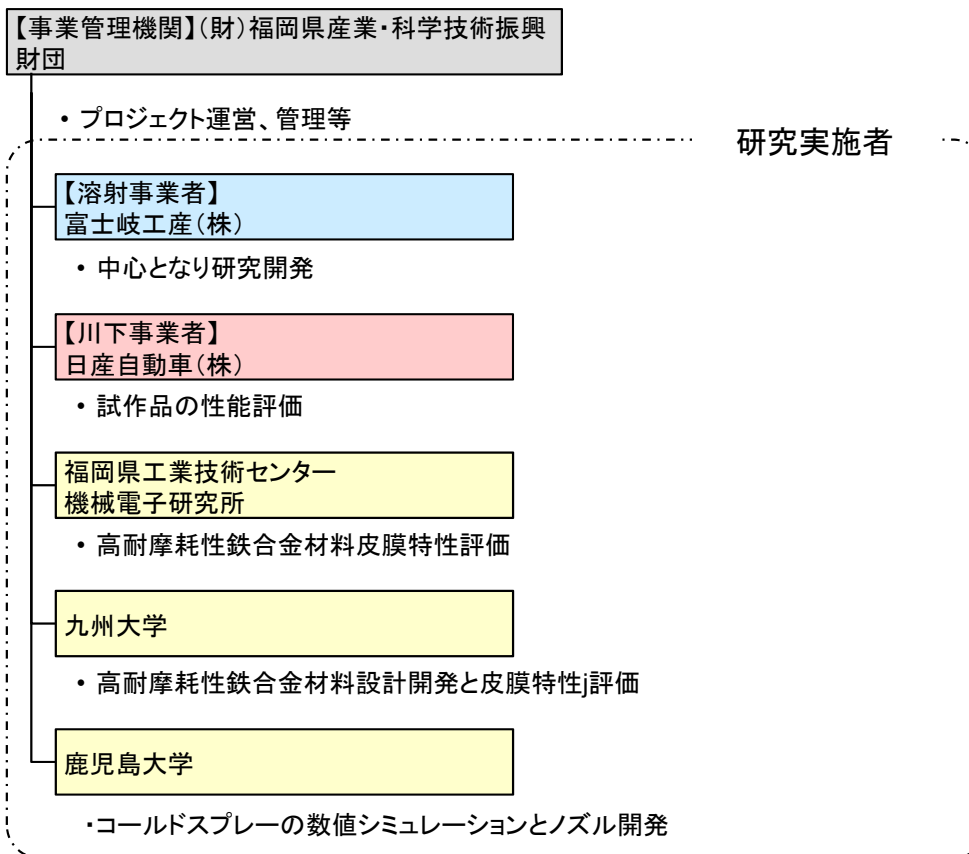 【事業管理機関】（財）福岡県産業・科学技術振興
財団
• プロジェクト運営、管理等
研究実施者
【溶射事業者】
富士岐工産（株）
• 中心となり研究開発
【川下事業者】
日産自動車（株）
• 試作品の性能評価
福岡県工業技術センター
機械電子研究所
• 高耐摩耗性鉄合金材料皮膜特性評価
九州大学
• 高耐摩耗性鉄合金材料設計開発と皮膜特性j評価
鹿児島大学
・コールドスプレーの数値シミュレーションとノズル開発